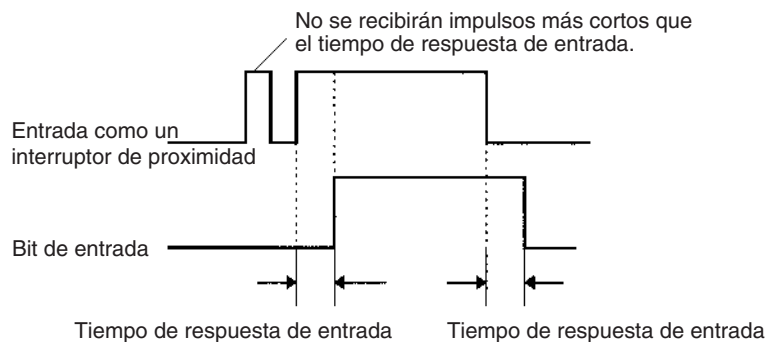 No se recibirán impulsos más cortos que
el tiempo de respuesta de entrada.
Entrada como un
interruptor de proximidad
Bit de entrada
Tiempo de respuesta de entrada
Tiempo de respuesta de entrada